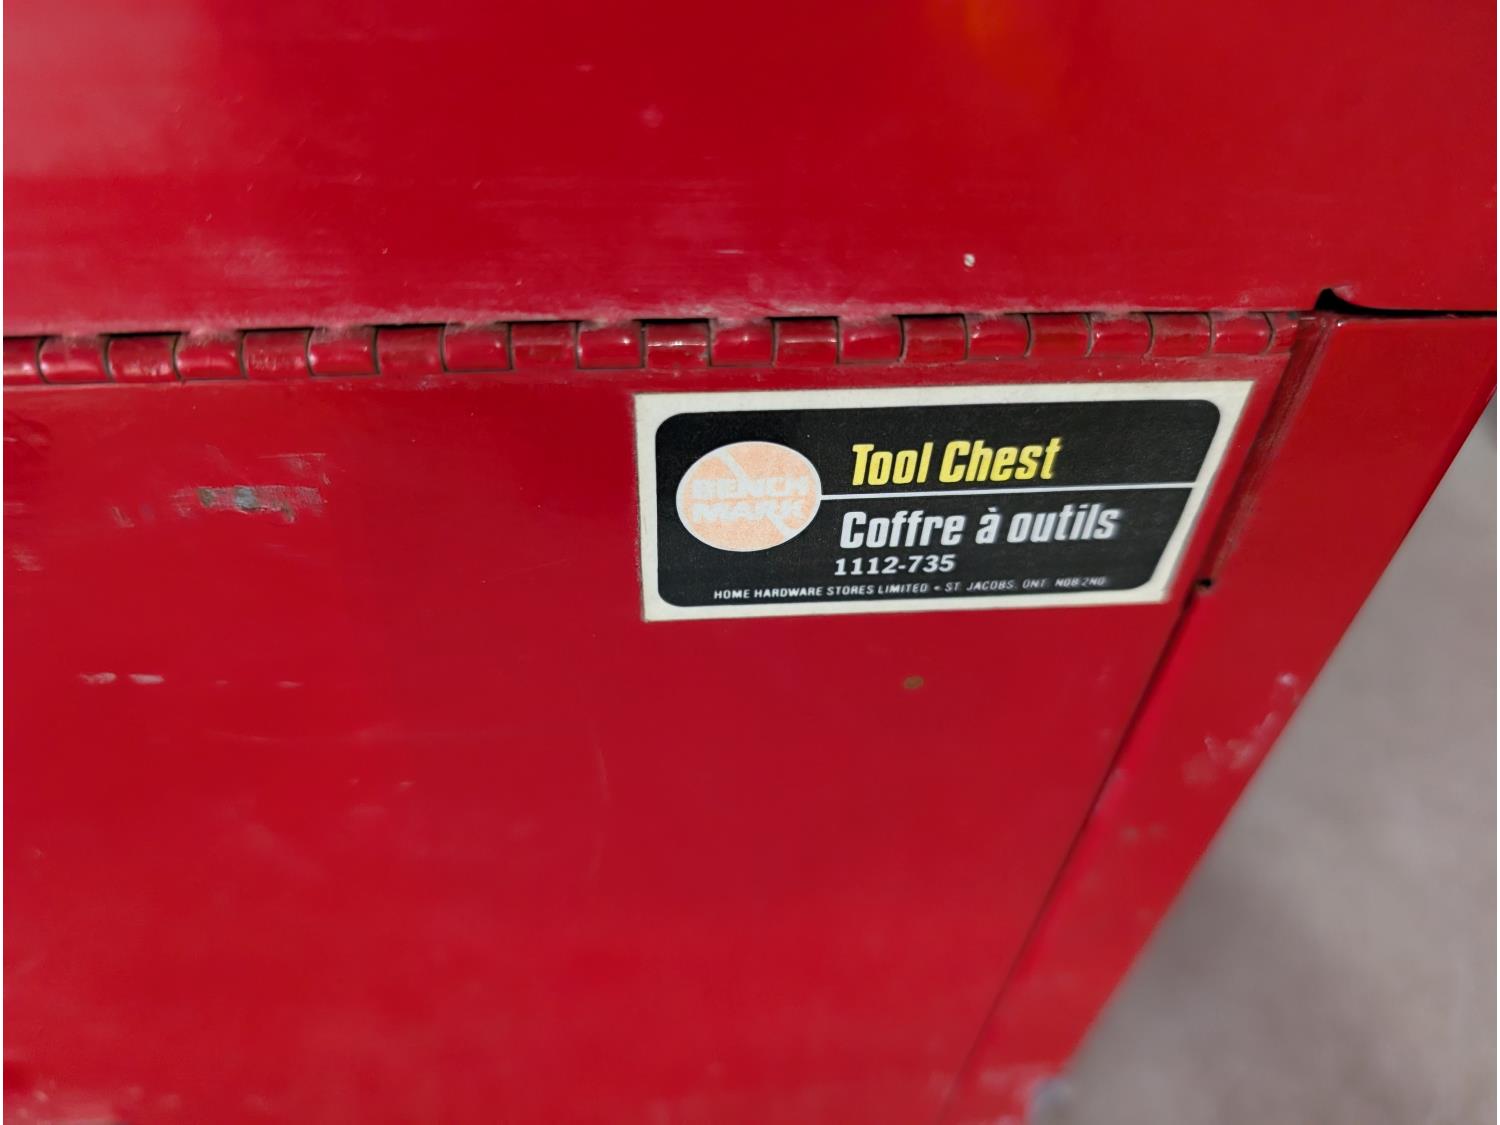 BENCH
MARK
Tool Chest
Coffre à outils
1112-735
HOME HARDWARE STORES LIMITED • ST. JACOBS, ONT. N0B 2N0